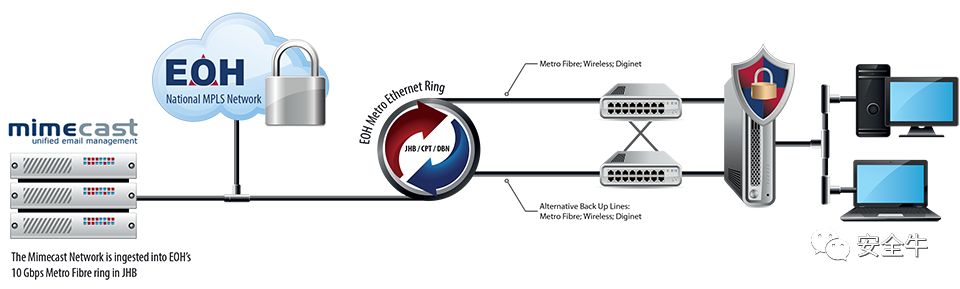 EOH
National MPLS Network
mimecast
unified email management
The Mimecast Network is ingested into EOH's
10 Gbps Metro Fibre ring in JHB
EOH Metro Ethernet Ring
JHB / CPT / DBN
Metro Fibre; Wireless; Diginet
Alternative Back Up Lines:
Metro Fibre; Wireless; Diginet
安全牛